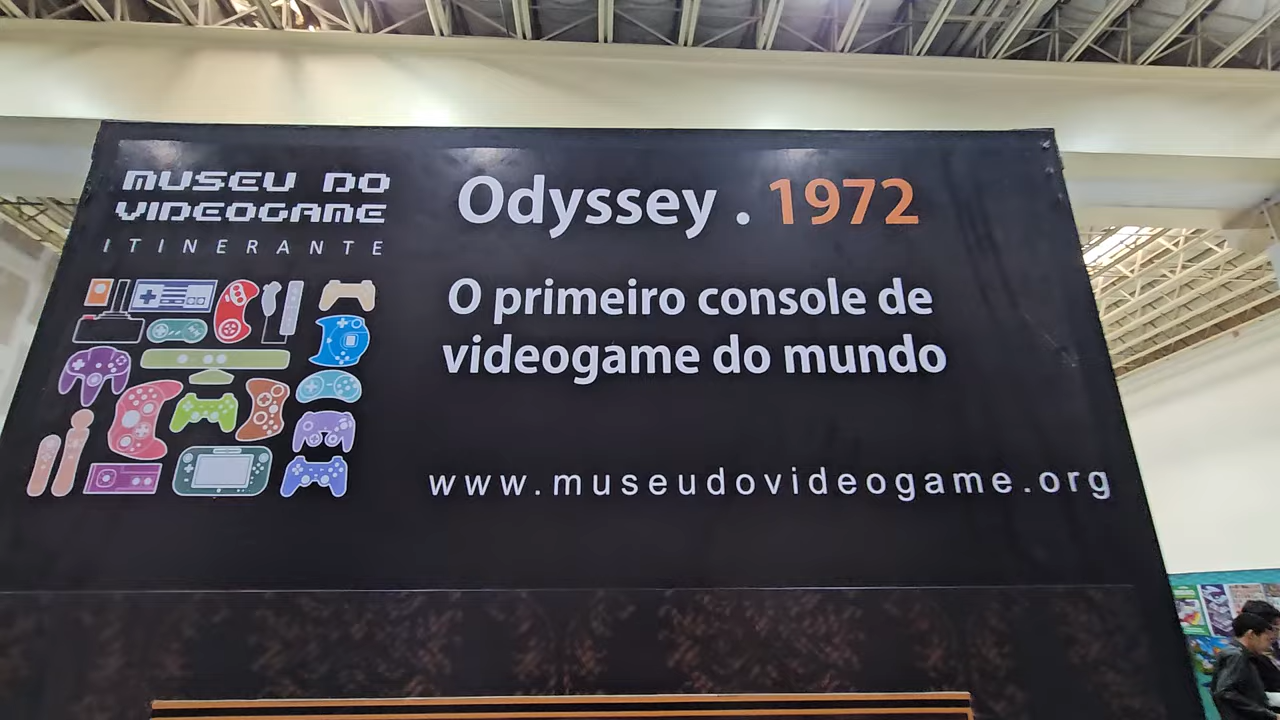 MUSEU DO
VIDEOGAME
ITINERANTE
Odyssey . 1972
O primeiro console de
videogame do mundo
www.museudovideogame.org